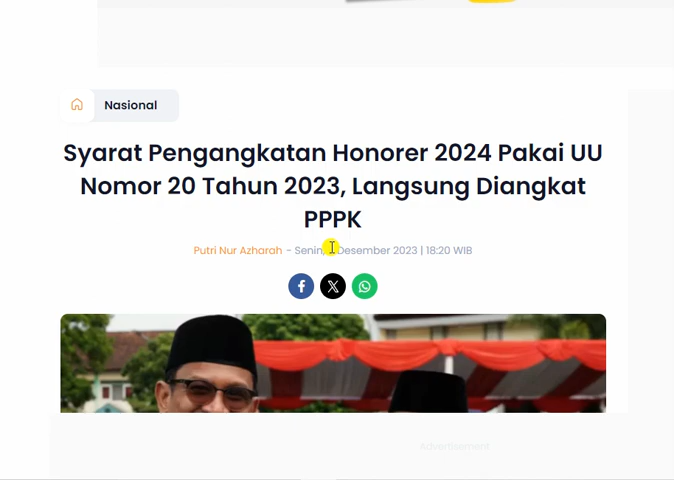 Nasional
Syarat Pengangkatan Honorer 2024 Pakai UU
Nomor 20 Tahun 2023, Langsung Diangkat
PPPK
Putri Nur Azharah - Senin, Desember 2023 | 18:20 WIB
Advertisement